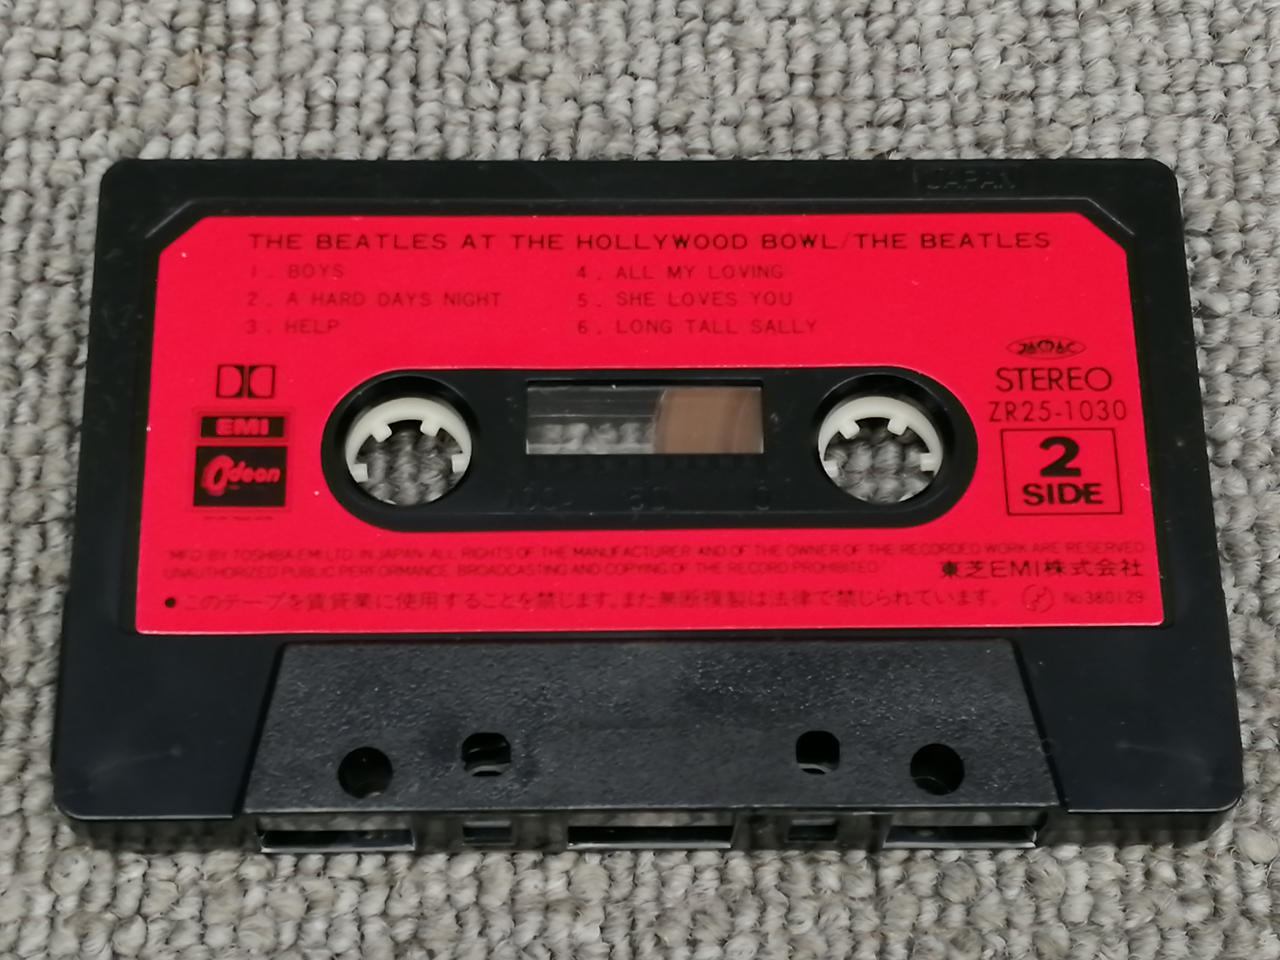 JAPAN
THE BEATLES AT THE HOLLYWOOD BOWL/THE BEATLES
1. BOYS
2. A HARD DAYS NIGHT
3. HELP
4. ALL MY LOVING
5. SHE LOVES YOU
6. LONG TALL SALLY
EMI
Odeon
STEREO
ZR25-1030
2
SIDE
100 50 0
"MFD BY TOSHIBA-EMI LTD. IN JAPAN ALL RIGHTS OF THE MANUFACTURER AND OF THE OWNER OF THE RECORDED WORK ARE RESERVED
UNAUTHORIZED PUBLIC PERFORMANCE. BROADCASTING AND COPYING OF THE RECORD PROHIBITED"
東芝EMI株式会社
●このテープを賃貸業に使用することを禁じます。また無断複製は法律で禁じられています。
No380129